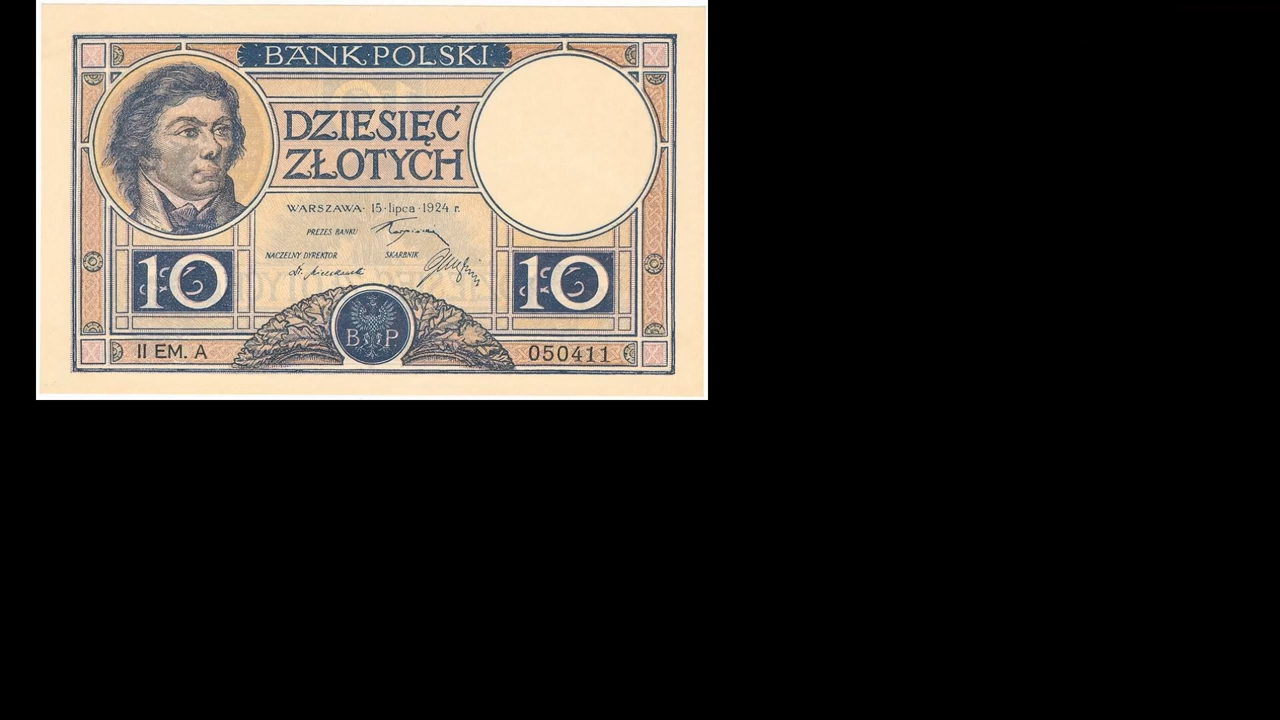 BANK·POLSKI
DZIESIĘĆ
ZŁOTYCH
WARSZAWA· 15·lipca·1924 r.
PREZES BANKU
NACZELNY DYREKTOR SKARBNIK
10 10
B P
II EM. A 050411